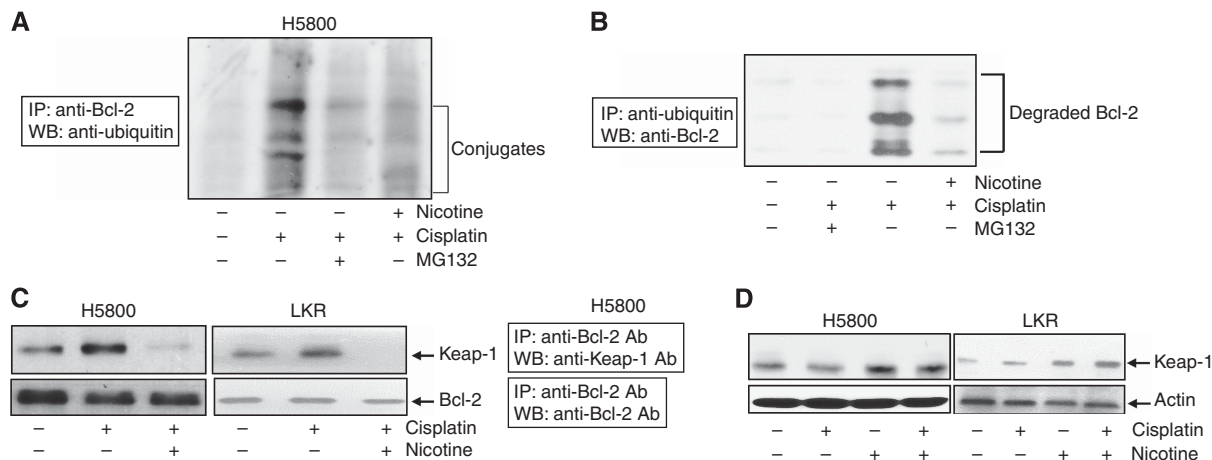 A
H5800
IP: anti-Bcl-2
WB: anti-ubiquitin
Conjugates
– – – + Nicotine
– + + + Cisplatin
– – + – MG132
B
IP: anti-ubiquitin
WB: anti-Bcl-2
Degraded Bcl-2
– – – + Nicotine
– + + + Cisplatin
– + – – MG132
C
H5800
LKR
Keap-1
Bcl-2
– + + – + + Cisplatin
– – + – – + Nicotine
H5800
IP: anti-Bcl-2 Ab
WB: anti-Keap-1 Ab
IP: anti-Bcl-2 Ab
WB: anti-Bcl-2 Ab
D
H5800
LKR
Keap-1
Actin
– + – + – + – + Cisplatin
– – + + – – + + Nicotine